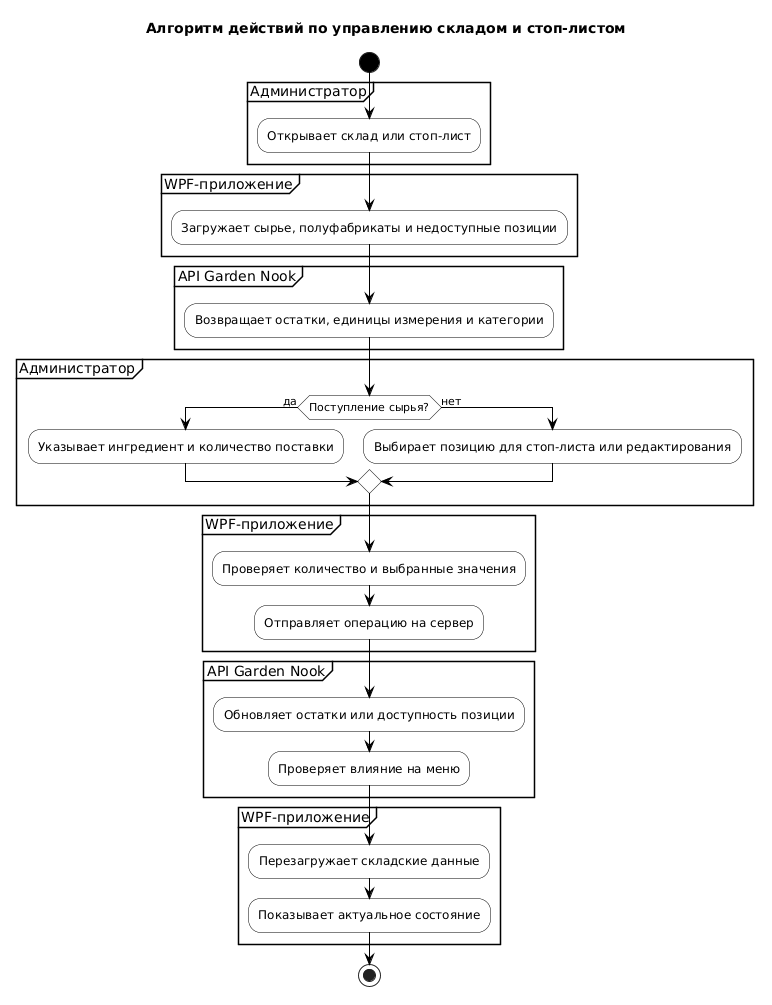 Алгоритм действий по управлению складом и стоп-листом
Администратор
Открывает склад или стоп-лист
WPF-приложение
Загружает сырье, полуфабрикаты и недоступные позиции
API Garden Nook
Возвращает остатки, единицы измерения и категории
Администратор
да
Поступление сырья?
нет
Указывает ингредиент и количество поставки
Выбирает позицию для стоп-листа или редактирования
WPF-приложение
Проверяет количество и выбранные значения
Отправляет операцию на сервер
API Garden Nook
Обновляет остатки или доступность позиции
Проверяет влияние на меню
WPF-приложение
Перезагружает складские данные
Показывает актуальное состояние